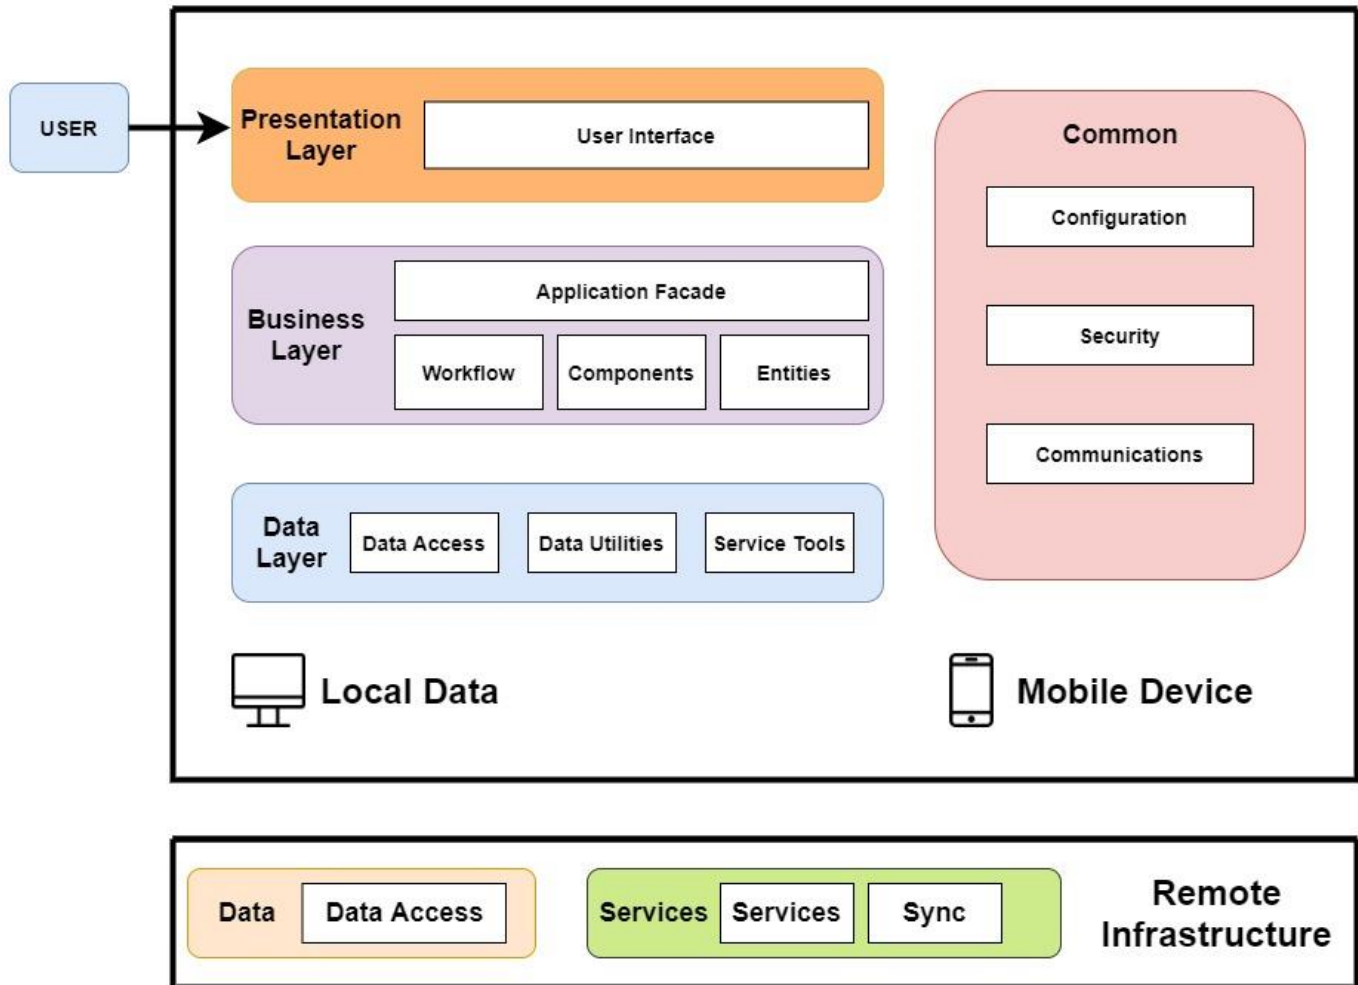 USER
Presentation
Layer
User Interface
Business
Layer
Application Facade
Workflow
Components
Entities
Data
Layer
Data Access
Data Utilities
Service Tools
Common
Configuration
Security
Communications
Local Data
Mobile Device
Data
Data Access
Services
Services
Sync
Remote
Infrastructure